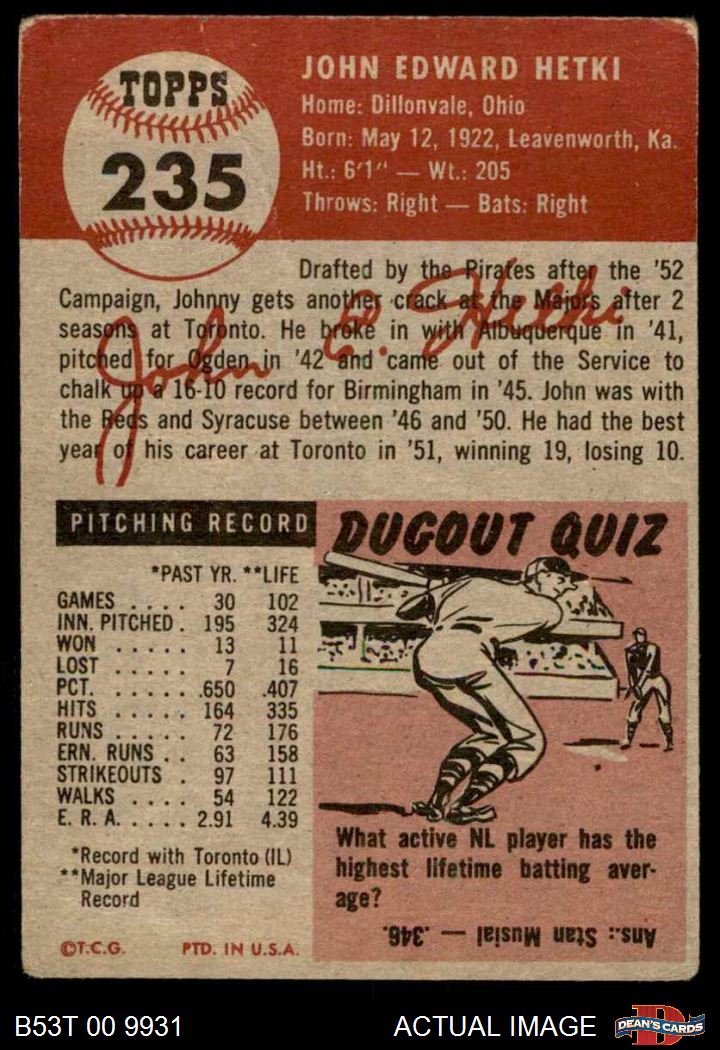 TOPPS
235
JOHN EDWARD HETKI
Home: Dillonvale, Ohio
Born: May 12, 1922, Leavenworth, Ka.
Ht.: 6'1" — Wt.: 205
Throws: Right — Bats: Right
Drafted by the Pirates after the '52
Campaign, Johnny gets another crack at the Majors after 2
seasons at Toronto. He broke in with Albuquerque in '41,
pitched for Ogden in '42 and came out of the Service to
chalk up a 16-10 record for Birmingham in '45. John was with
the Reds and Syracuse between '46 and '50. He had the best
year of his career at Toronto in '51, winning 19, losing 10.
John E. Hetki
PITCHING RECORD
*PAST YR. **LIFE
GAMES .... 30 102
INN. PITCHED . 195 324
WON ..... 13 11
LOST ..... 7 16
PCT. ..... .650 .407
HITS ..... 164 335
RUNS ..... 72 176
ERN. RUNS .. 63 158
STRIKEOUTS . 97 111
WALKS .... 54 122
E. R. A. .... 2.91 4.39
*Record with Toronto (IL)
**Major League Lifetime
Record
©T.C.G. PTD. IN U.S.A.
DUGOUT QUIZ
What active NL player has the
highest lifetime batting aver-
age?
Ans.: Stan Musial — .346.
B53T 00 9931
ACTUAL IMAGE
D
DEAN'S CARDS